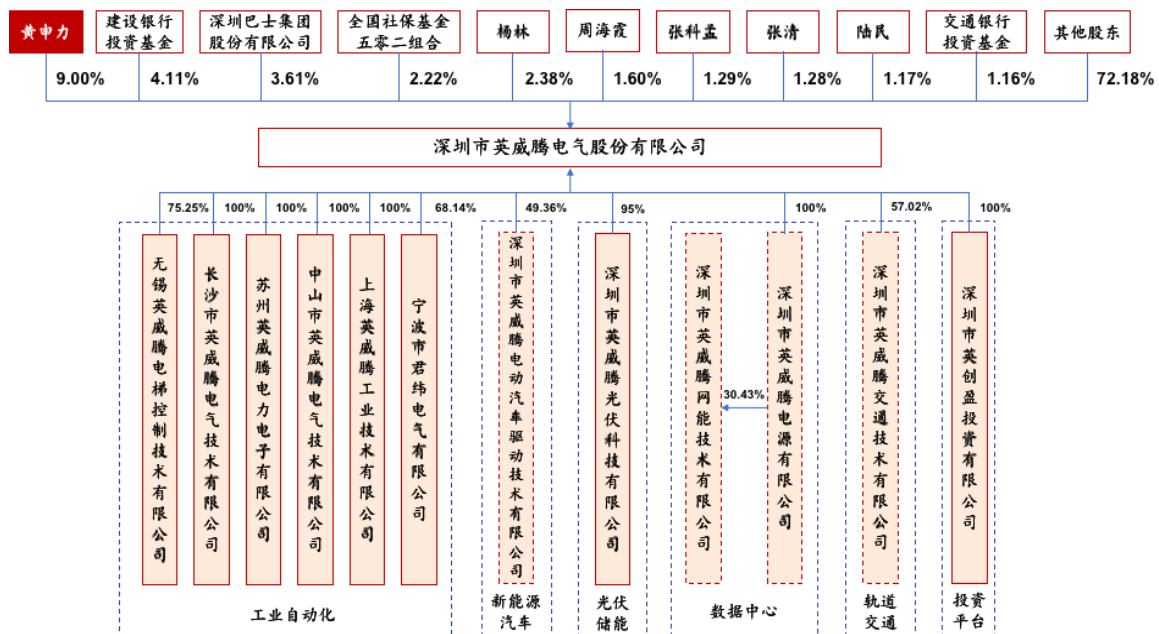 黄申力
建设银行
投资基金
深圳巴士集团
股份有限公司
全国社保基金
五零二组合
杨林
周海霞
张科孟
张清
陆民
交通银行
投资基金
其他股东
9.00%
4.11%
3.61%
2.22%
2.38%
1.60%
1.29%
1.28%
1.17%
1.16%
72.18%
深圳市英威腾电气股份有限公司
75.25%
100%
100%
100%
100%
68.14%
49.36%
95%
100%
57.02%
100%
无锡英威腾电梯控制技术有限公司
长沙市英威腾电气技术有限公司
苏州英威腾电力电子有限公司
中山市英威腾电气技术有限公司
上海英威腾工业技术有限公司
宁波市君纬电气有限公司
深圳市英威腾电动汽车驱动技术有限公司
深圳市英威腾光伏科技有限公司
深圳市英威腾网能技术有限公司
30.43%
深圳市英威腾电源有限公司
深圳市英威腾交通技术有限公司
深圳市英创盈投资有限公司
工业自动化
新能源
汽车
光伏
储能
数据中心
轨道
交通
投资
平台